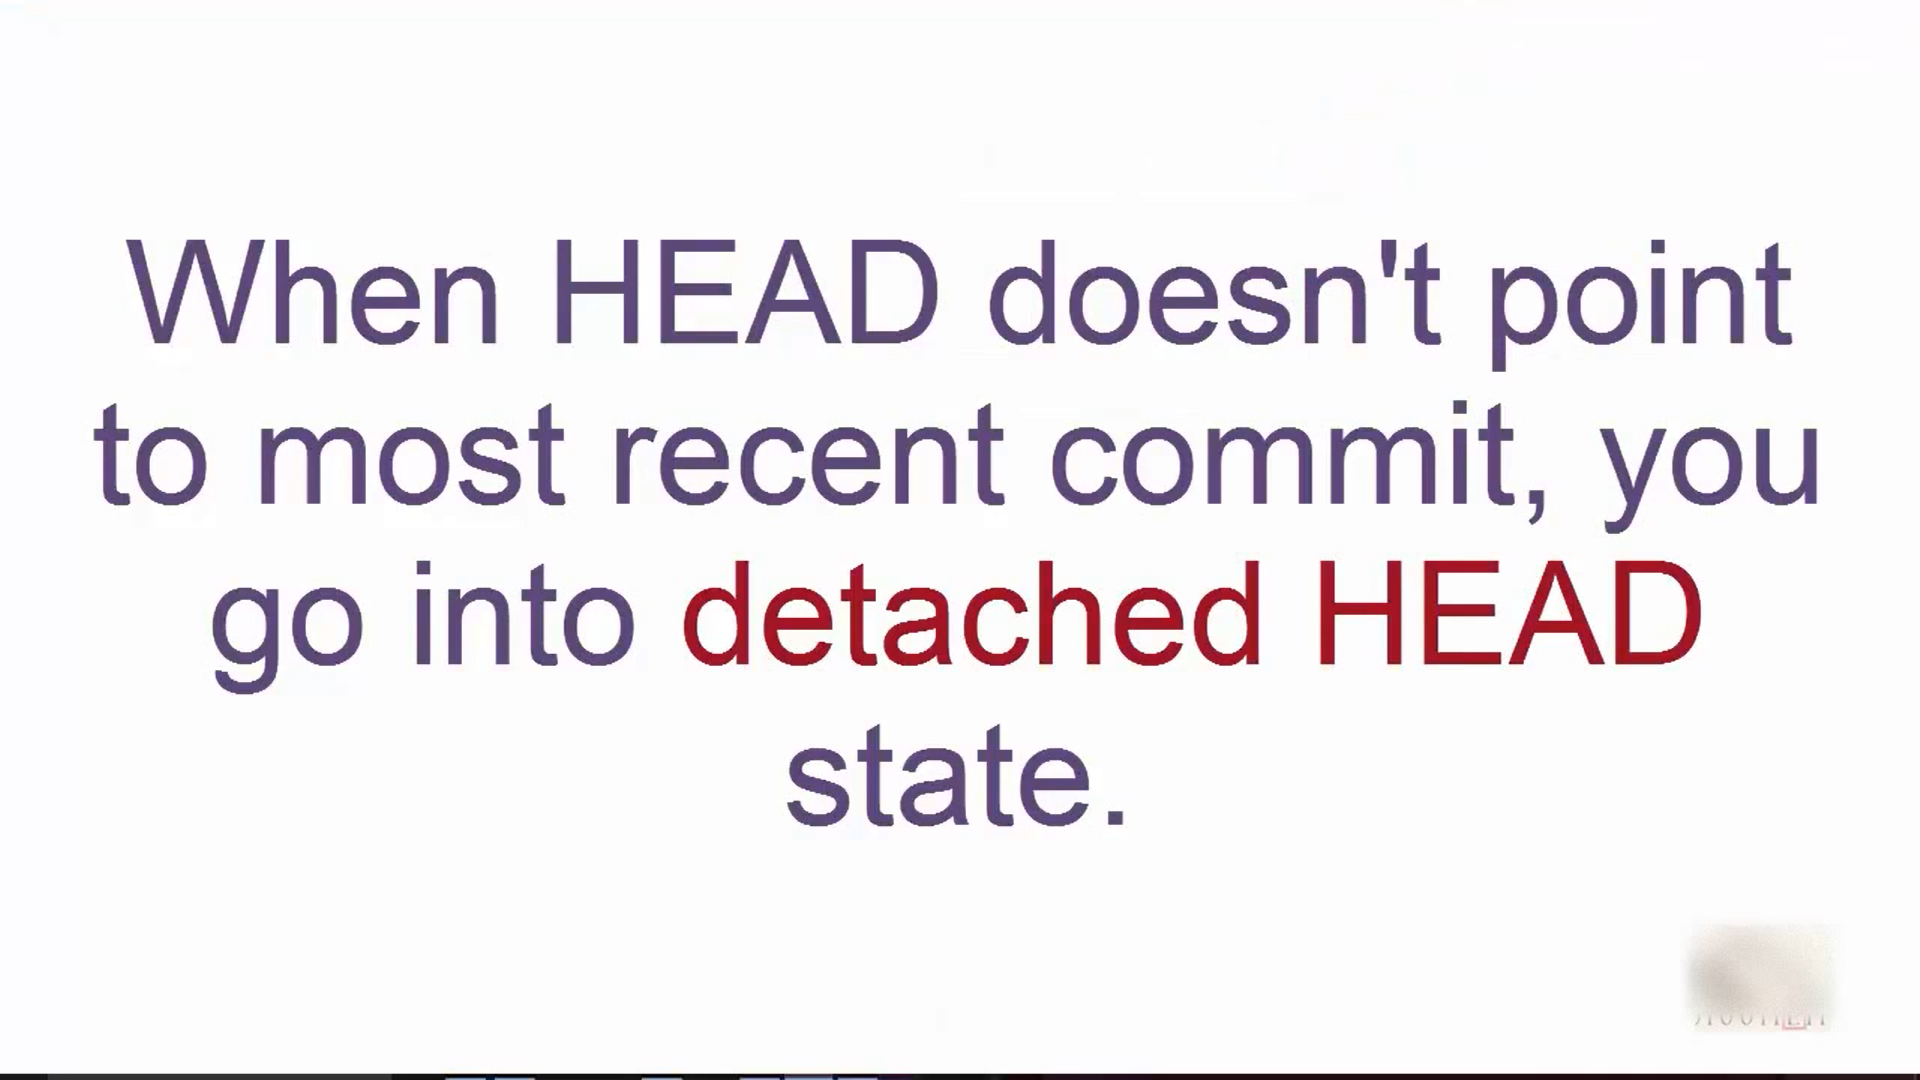 When HEAD doesn't point
to most recent commit, you
go into detached HEAD
state.